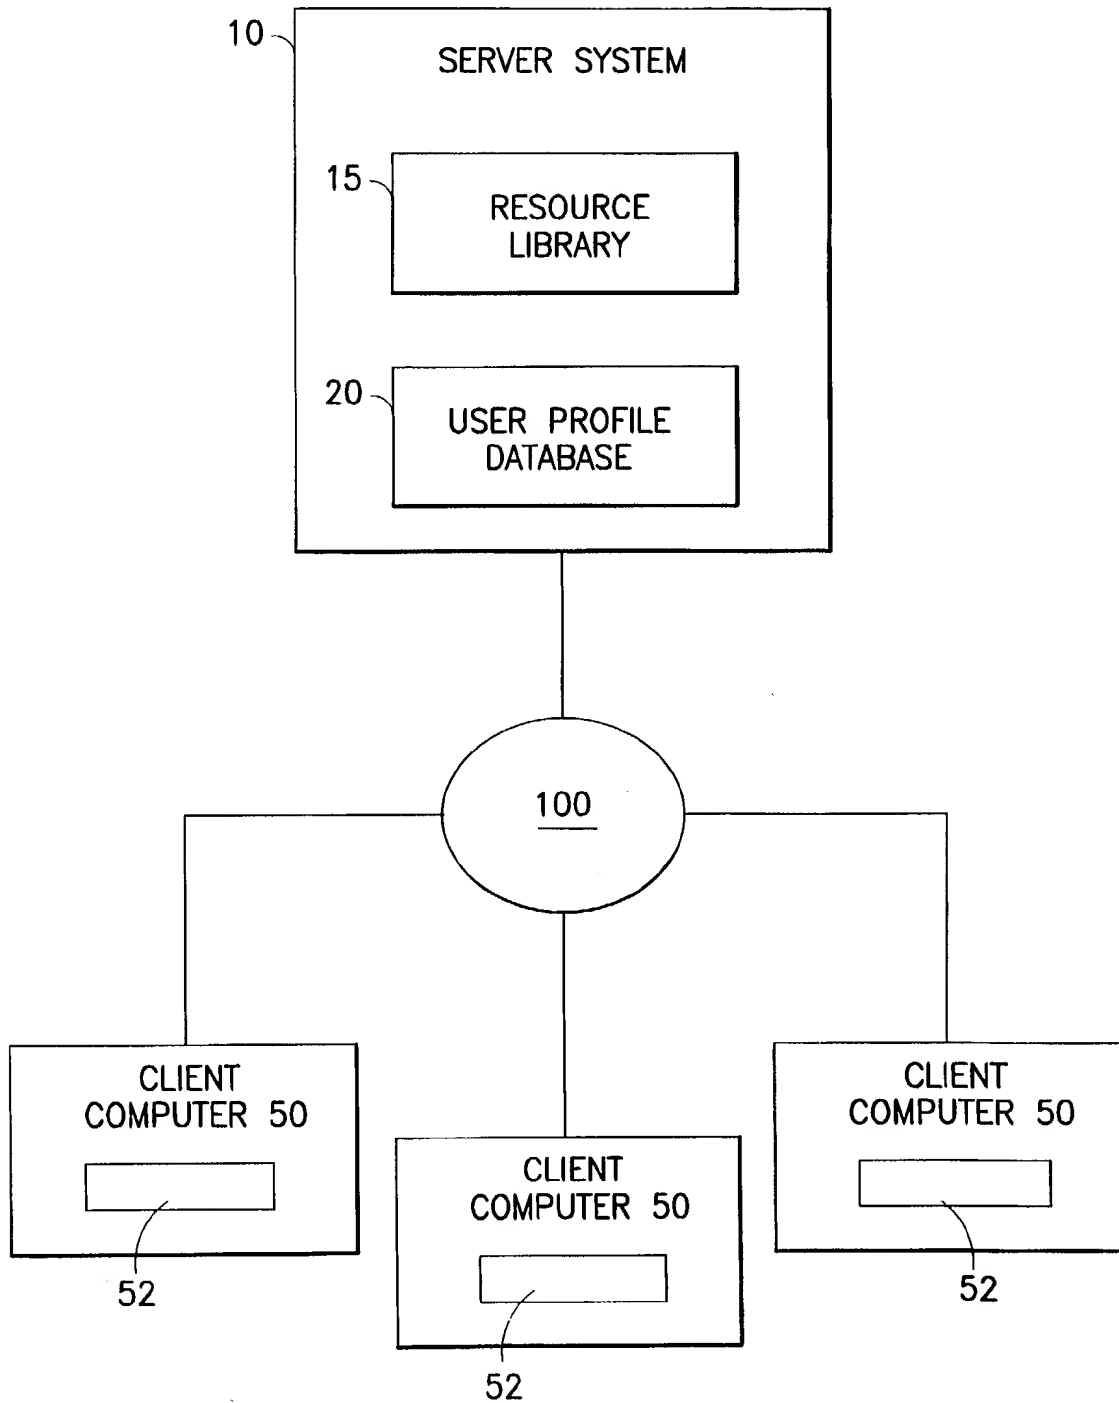 10
SERVER SYSTEM
15
RESOURCE
LIBRARY
20
USER PROFILE
DATABASE
100
CLIENT
COMPUTER 50
52
CLIENT
COMPUTER 50
52
CLIENT
COMPUTER 50
52